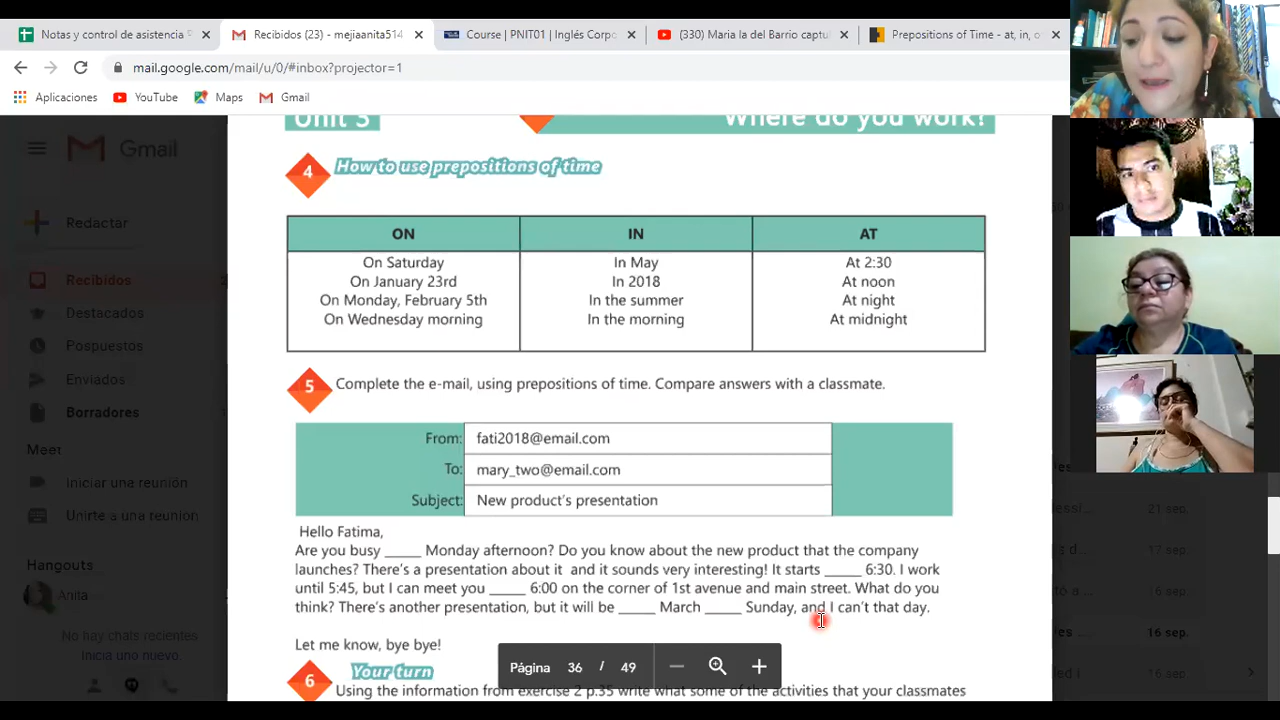 Notas y control de asistencia
Recibidos (23) - mejiaanita514
Course | PNIT01 | Inglés Corpo
(330) Maria la del Barrio captu
Prepositions of Time - at, in, o
mail.google.com/mail/u/0/#inbox?projector=1
Aplicaciones
YouTube
Maps
Gmail
Gmail
Redactar
Recibidos
Destacados
Pospuestos
Enviados
Borradores
Meet
Iniciar una reunión
Unirte a una reunión
Hangouts
Anita
No hay chats recientes
Inicia uno nuevo.
Unit 3
Where do you work?
4 How to use prepositions of time
ON IN AT
On Saturday In May At 2:30
On January 23rd In 2018 At noon
On Monday, February 5th In the summer At night
On Wednesday morning In the morning At midnight
5 Complete the e-mail, using prepositions of time. Compare answers with a classmate.
From: fati2018@email.com
To: mary_two@email.com
Subject: New product's presentation
Hello Fatima,
Are you busy _____ Monday afternoon? Do you know about the new product that the company
launches? There's a presentation about it and it sounds very interesting! It starts _____ 6:30. I work
until 5:45, but I can meet you _____ 6:00 on the corner of 1st avenue and main street. What do you
think? There's another presentation, but it will be _____ March _____ Sunday, and I can't that day.
Let me know, bye bye!
6 Your turn
Using the information from exercise 2 p.35 write what some of the activities that your classmates
Página 36 / 49
21 sep.
17 sep.
16 sep.
16 sep.